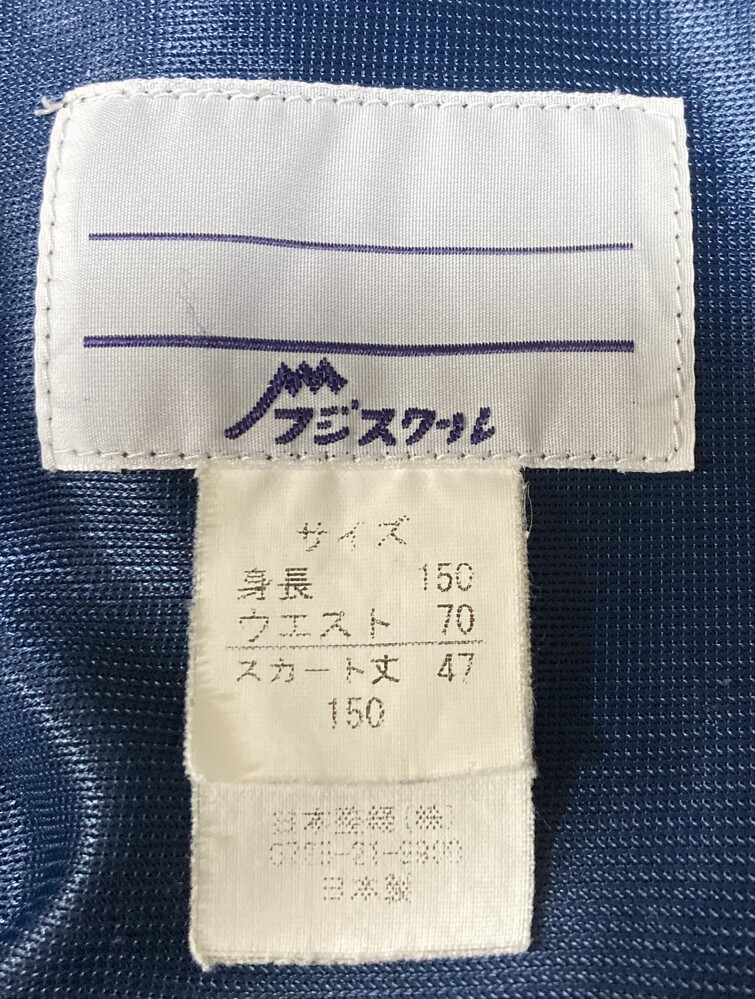 フジスクール
サイズ
身長 150
ウエスト 70
スカート丈 47
150
(株)
日本製